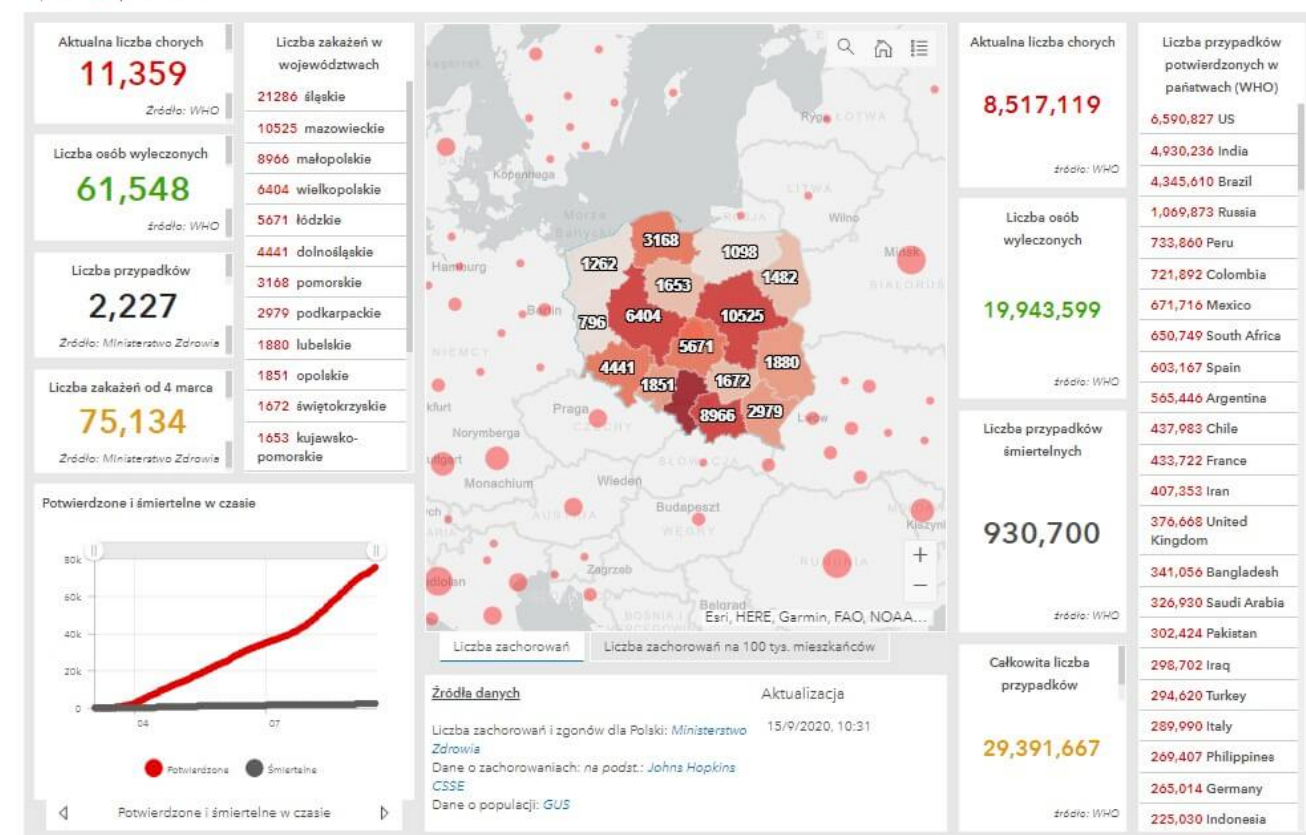 Aktualna liczba chorych
11,359
Źródło: WHO
Liczba osób wyleczonych
61,548
źródło: WHO
Liczba przypadków
2,227
Źródło: Ministerstwo Zdrowia
Liczba zakażeń od 4 marca
75,134
Źródło: Ministerstwo Zdrowia
Liczba zakażeń w
województwach
21286 śląskie
10525 mazowieckie
8966 małopolskie
6404 wielkopolskie
5671 łódzkie
4441 dolnośląskie
3168 pomorskie
2979 podkarpackie
1880 lubelskie
1851 opolskie
1672 świętokrzyskie
1653 kujawsko-
pomorskie
Potwierdzone i śmiertelne w czasie
80k
60k
40k
20k
0
04
07
Potwierdzone
Śmiertelne
Potwierdzone i śmiertelne w czasie
Kopenhaga
Ryga ŁOTWA
LITWA
Morze
Bałtyckie
ROSJA
Wilno
Mińsk
BIAŁORUŚ
Hamburg
Berlin
NIEMCY
3168
1262
1098
1482
1653
796
6404
10525
5671
4441
1880
1851
1672
8966
2979
Praga
CZECHY
Lwów
Norymberga
SŁOWACJA
Monachium
Wiedeń
AUSTRIA
Budapeszt
WĘGRY
Zagrzeb
RUMUNIA
Belgrad
BOŚNIA I
+
−
Esri, HERE, Garmin, FAO, NOAA...
Liczba zachorowań
Liczba zachorowań na 100 tys. mieszkańców
Źródła danych
Liczba zachorowań i zgonów dla Polski: Ministerstwo
Zdrowia
Dane o zachorowaniach: na podst.: Johns Hopkins
CSSE
Dane o populacji: GUS
Aktualizacja
15/9/2020, 10:31
Aktualna liczba chorych
8,517,119
źródło: WHO
Liczba osób
wyleczonych
19,943,599
źródło: WHO
Liczba przypadków
śmiertelnych
930,700
źródło: WHO
Całkowita liczba
przypadków
29,391,667
źródło: WHO
Liczba przypadków
potwierdzonych w
państwach (WHO)
6,590,827 US
4,930,236 India
4,345,610 Brazil
1,069,873 Russia
733,860 Peru
721,892 Colombia
671,716 Mexico
650,749 South Africa
603,167 Spain
565,446 Argentina
437,983 Chile
433,722 France
407,353 Iran
376,668 United
Kingdom
341,056 Bangladesh
326,930 Saudi Arabia
302,424 Pakistan
298,702 Iraq
294,620 Turkey
289,990 Italy
269,407 Philippines
265,014 Germany
225,030 Indonesia